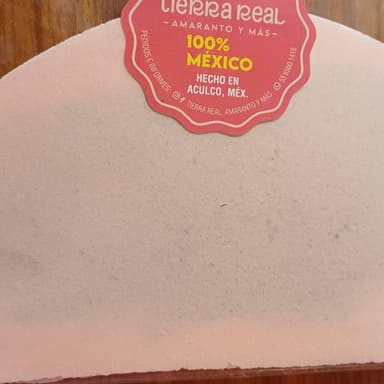 tierra real
- AMARANTO Y MÁS -
100%
MÉXICO
HECHO EN
ACULCO, MÉX.
PEDIDOS E INFORMES:
TIERRA REAL, AMARANTO Y MÁS